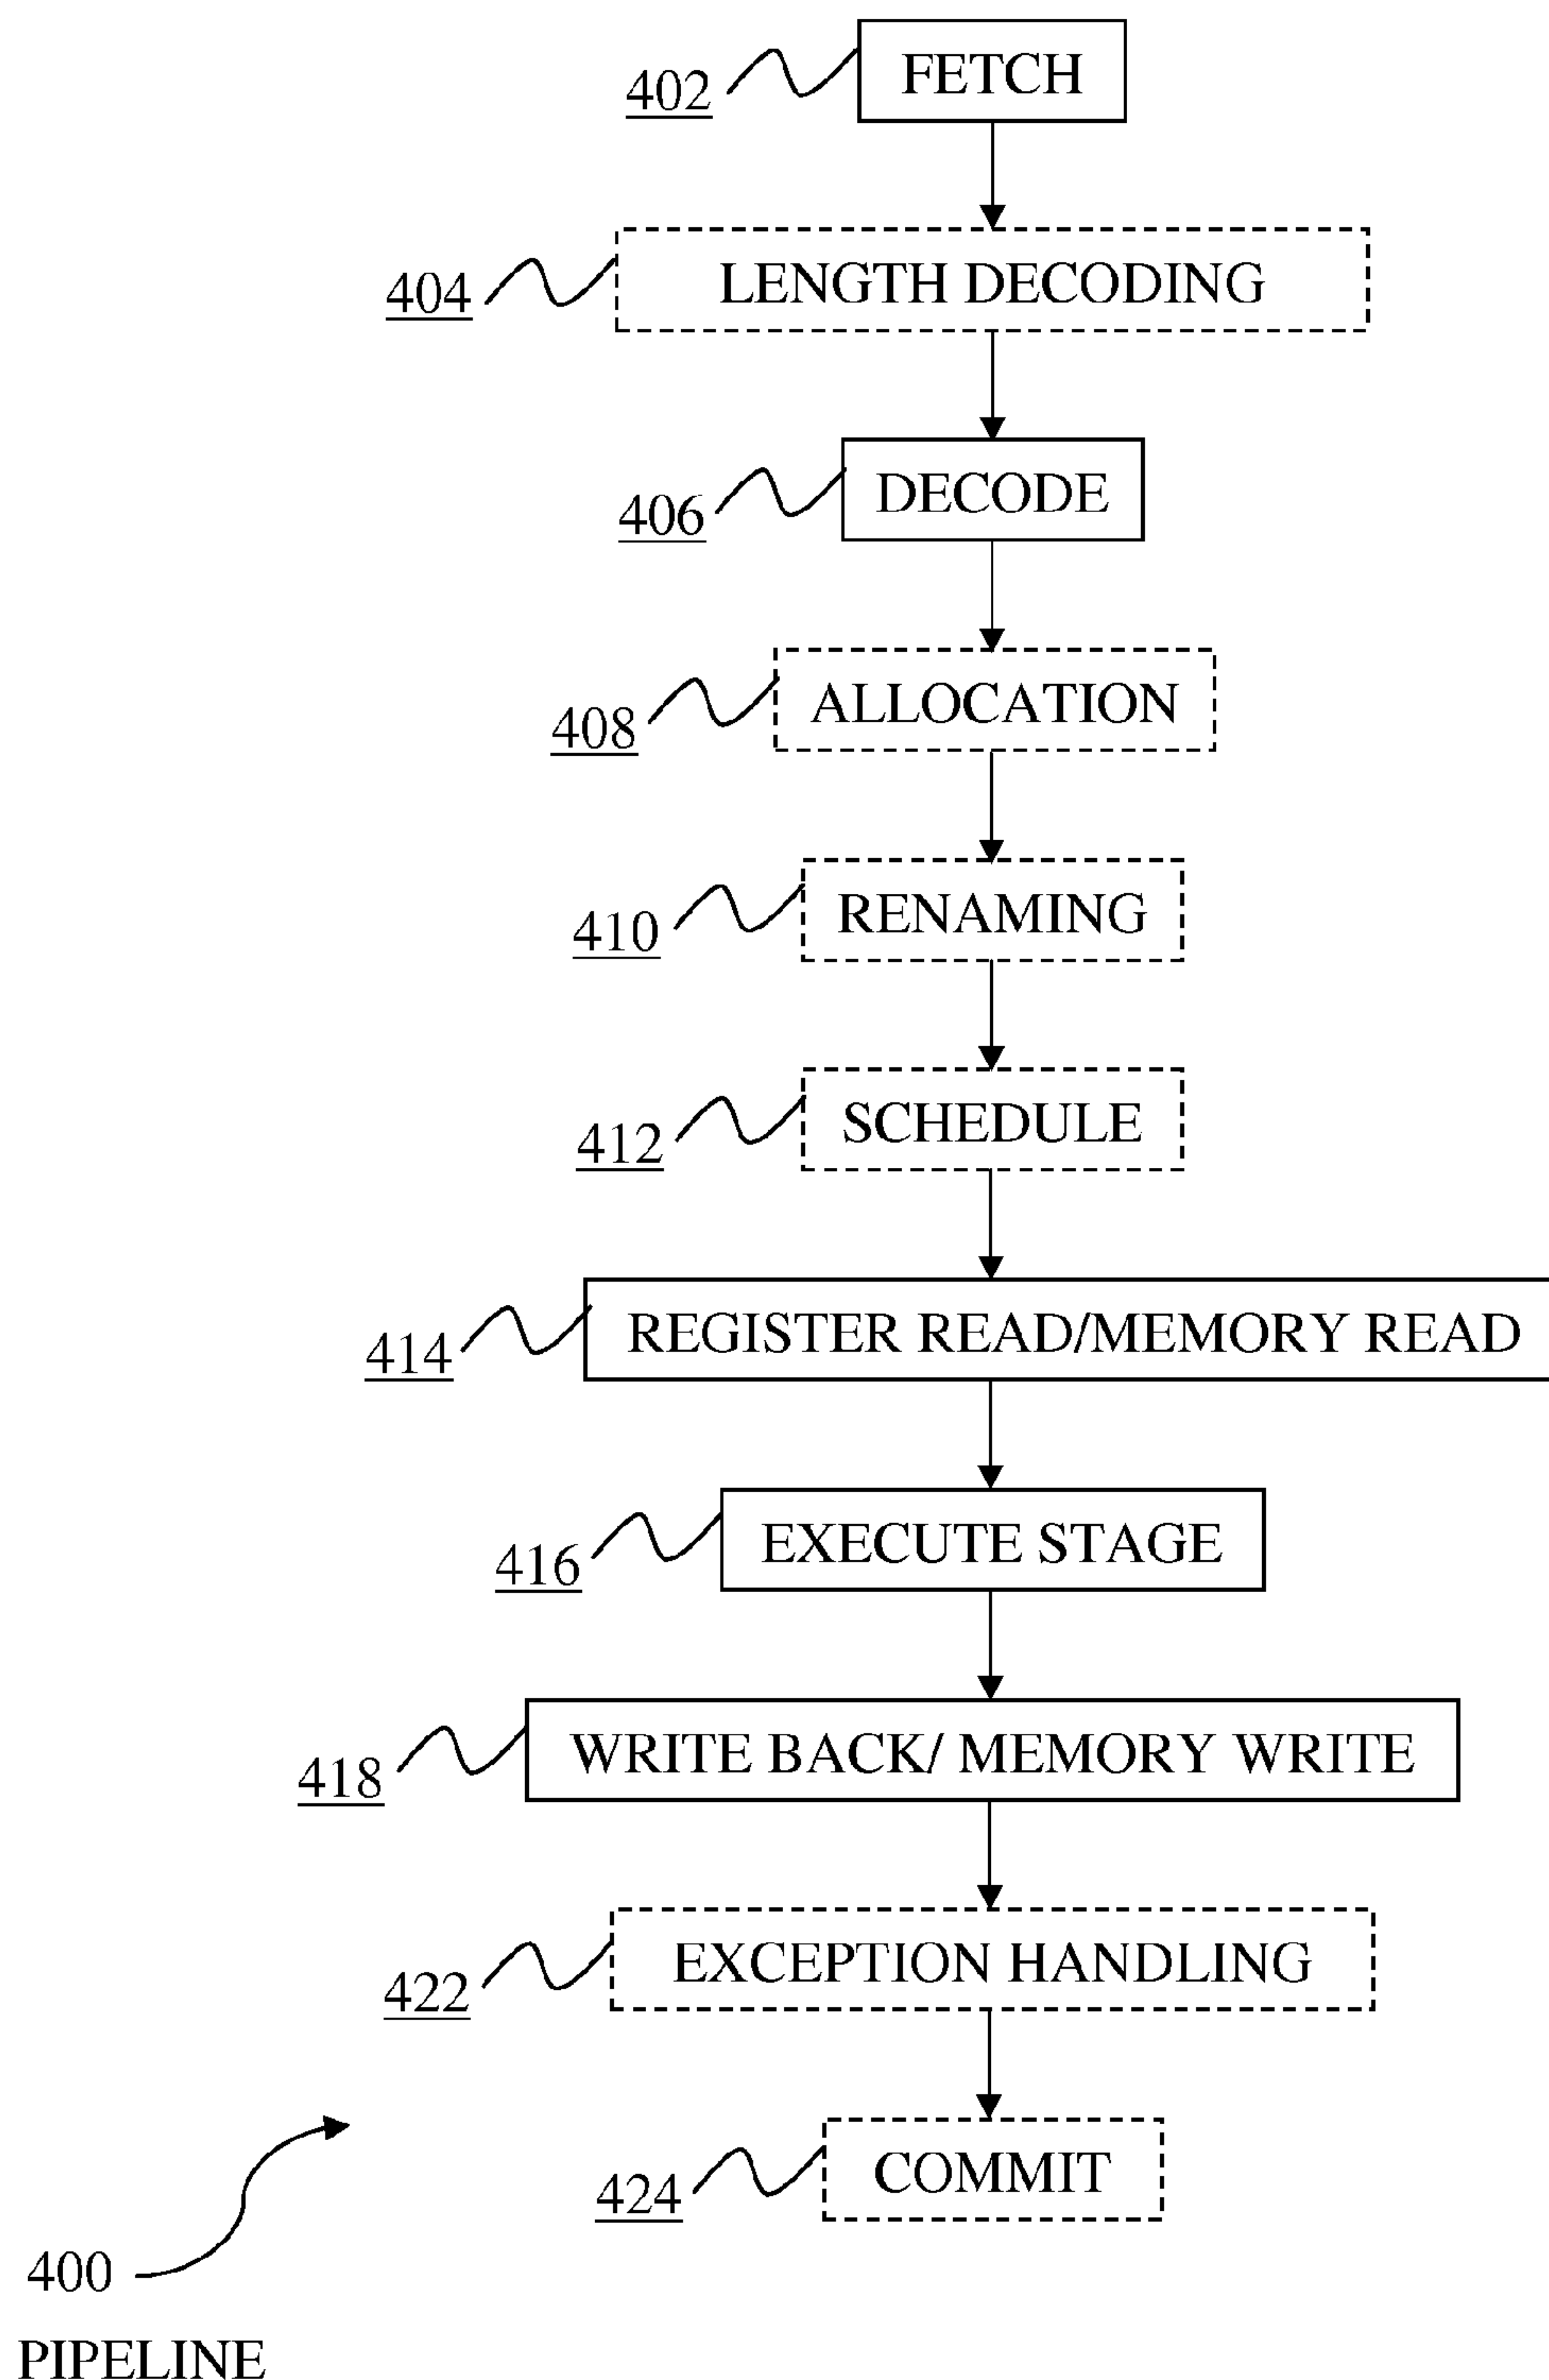 FETCH
402
LENGTH DECODING
404
DECODE
406
ALLOCATION
408
RENAMING
410
SCHEDULE
412
REGISTER READ/MEMORY READ
414
EXECUTE STAGE
416
WRITE BACK/ MEMORY WRITE
418
EXCEPTION HANDLING
422
COMMIT
424
400
PIPELINE